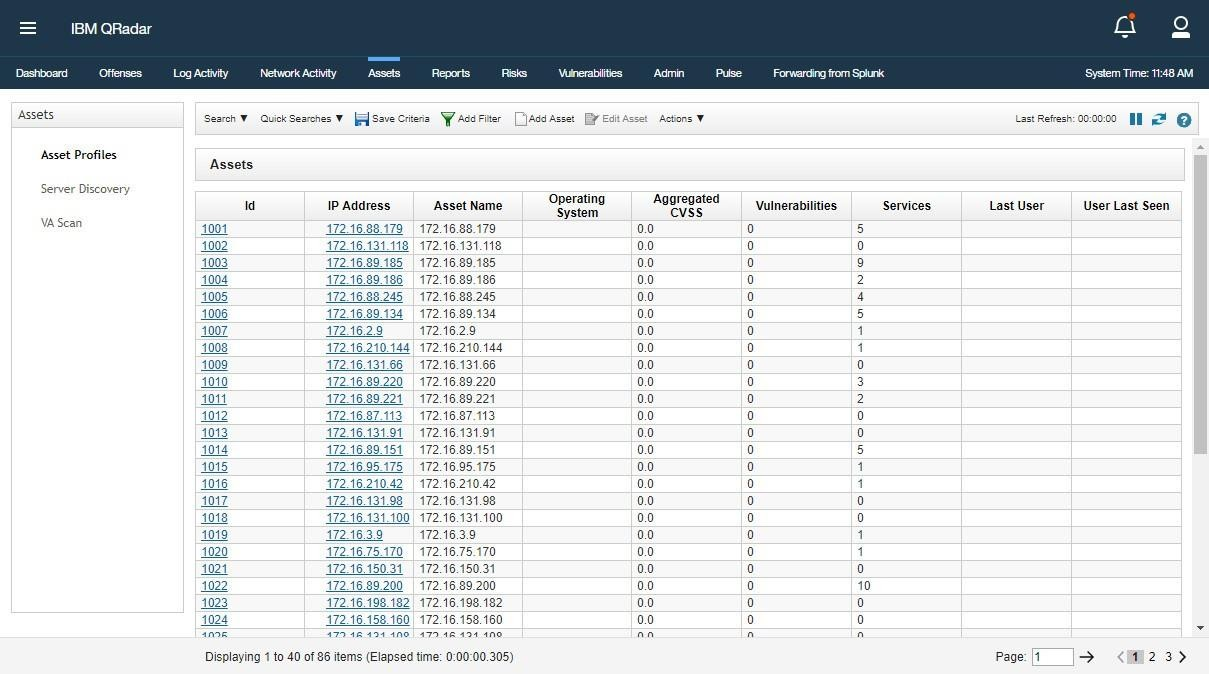 IBM QRadar
Dashboard Offenses Log Activity Network Activity Assets Reports Risks Vulnerabilities Admin Pulse Forwarding from Splunk System Time: 11:48 AM
Assets
Asset Profiles
Server Discovery
VA Scan
Search ▼ Quick Searches ▼ Save Criteria Add Filter Add Asset Edit Asset Actions ▼ Last Refresh: 00:00:00
Assets
Id IP Address Asset Name Operating System Aggregated CVSS Vulnerabilities Services Last User User Last Seen
1001 172.16.88.179 172.16.88.179 0.0 0 5
1002 172.16.131.118 172.16.131.118 0.0 0 0
1003 172.16.89.185 172.16.89.185 0.0 0 9
1004 172.16.89.186 172.16.89.186 0.0 0 2
1005 172.16.88.245 172.16.88.245 0.0 0 4
1006 172.16.89.134 172.16.89.134 0.0 0 5
1007 172.16.2.9 172.16.2.9 0.0 0 1
1008 172.16.210.144 172.16.210.144 0.0 0 1
1009 172.16.131.66 172.16.131.66 0.0 0 0
1010 172.16.89.220 172.16.89.220 0.0 0 3
1011 172.16.89.221 172.16.89.221 0.0 0 2
1012 172.16.87.113 172.16.87.113 0.0 0 0
1013 172.16.131.91 172.16.131.91 0.0 0 0
1014 172.16.89.151 172.16.89.151 0.0 0 5
1015 172.16.95.175 172.16.95.175 0.0 0 1
1016 172.16.210.42 172.16.210.42 0.0 0 1
1017 172.16.131.98 172.16.131.98 0.0 0 0
1018 172.16.131.100 172.16.131.100 0.0 0 0
1019 172.16.3.9 172.16.3.9 0.0 0 1
1020 172.16.75.170 172.16.75.170 0.0 0 1
1021 172.16.150.31 172.16.150.31 0.0 0 0
1022 172.16.89.200 172.16.89.200 0.0 0 10
1023 172.16.198.182 172.16.198.182 0.0 0 0
1024 172.16.158.160 172.16.158.160 0.0 0 0
1025 172.16.131.108 172.16.131.108 0.0 0 0
Displaying 1 to 40 of 86 items (Elapsed time: 0:00:00.305) Page: 1 1 2 3